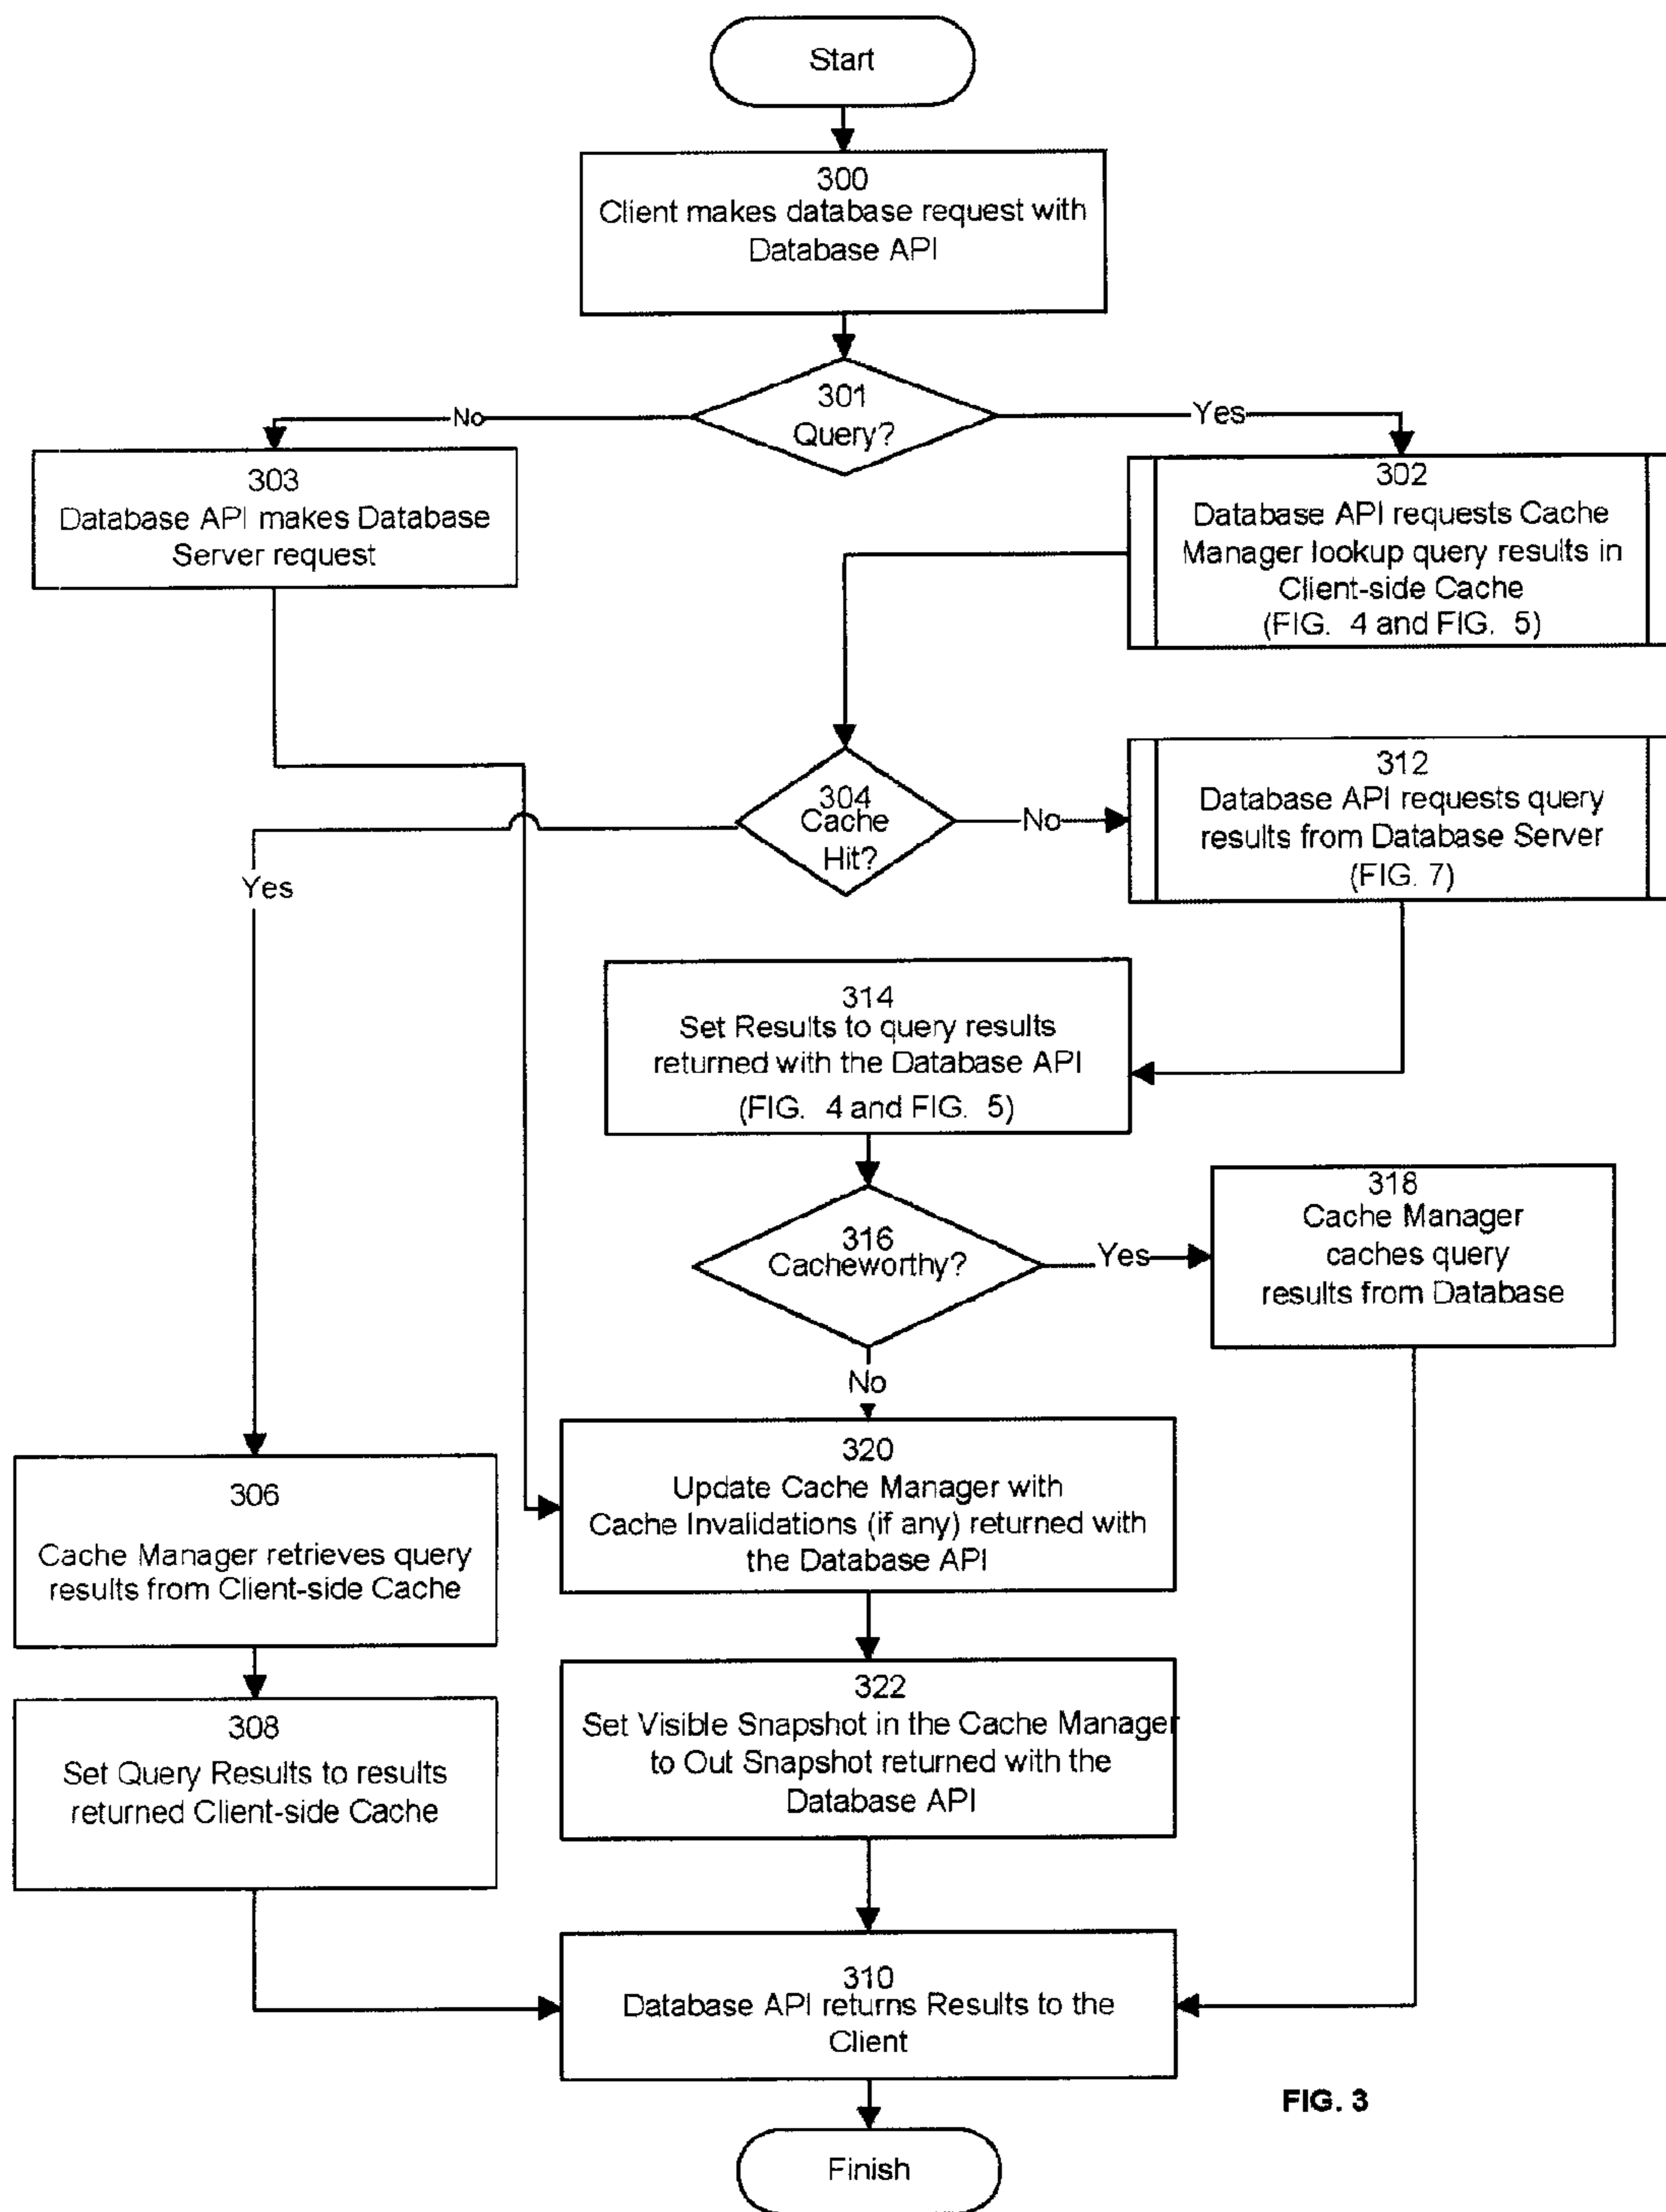 Start
300
Client makes database request with
Database API
301
Query?
No
Yes
303
Database API makes Database
Server request
302
Database API requests Cache
Manager lookup query results in
Client-side Cache
(FIG. 4 and FIG. 5)
304
Cache
Hit?
No
Yes
312
Database API requests query
results from Database Server
(FIG. 7)
314
Set Results to query results
returned with the Database API
(FIG. 4 and FIG. 5)
316
Cacheworthy?
Yes
No
318
Cache Manager
caches query
results from Database
320
Update Cache Manager with
Cache Invalidations (if any) returned with
the Database API
306
Cache Manager retrieves query
results from Client-side Cache
322
Set Visible Snapshot in the Cache Manager
to Out Snapshot returned with the
Database API
308
Set Query Results to results
returned Client-side Cache
310
Database API returns Results to the
Client
FIG. 3
Finish